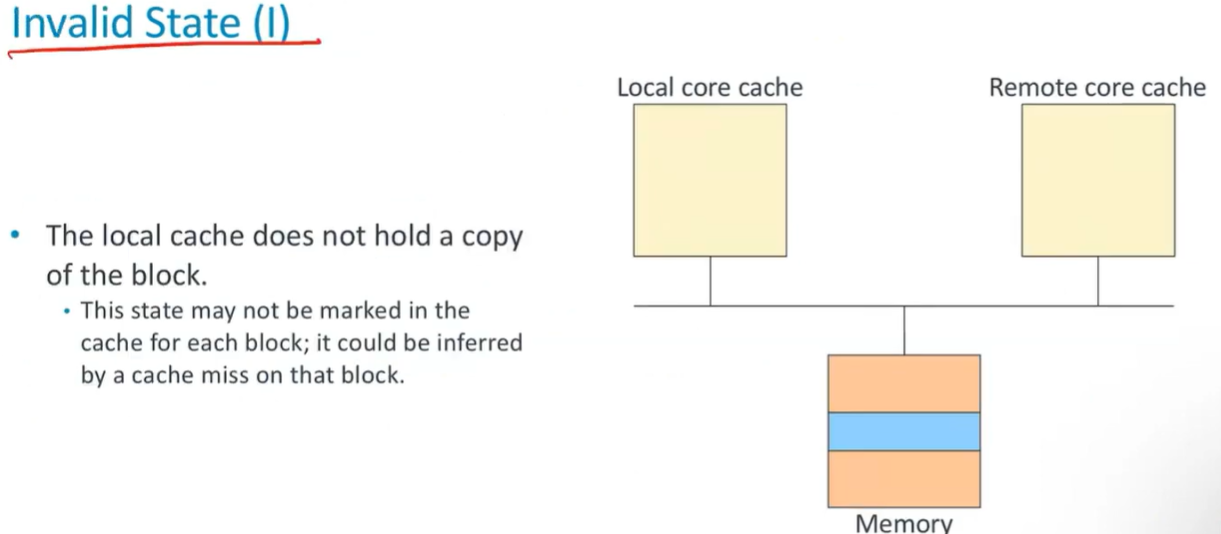 Invalid State (I)
Local core cache
Remote core cache
• The local cache does not hold a copy
of the block.
• This state may not be marked in the
cache for each block; it could be inferred
by a cache miss on that block.
Memory